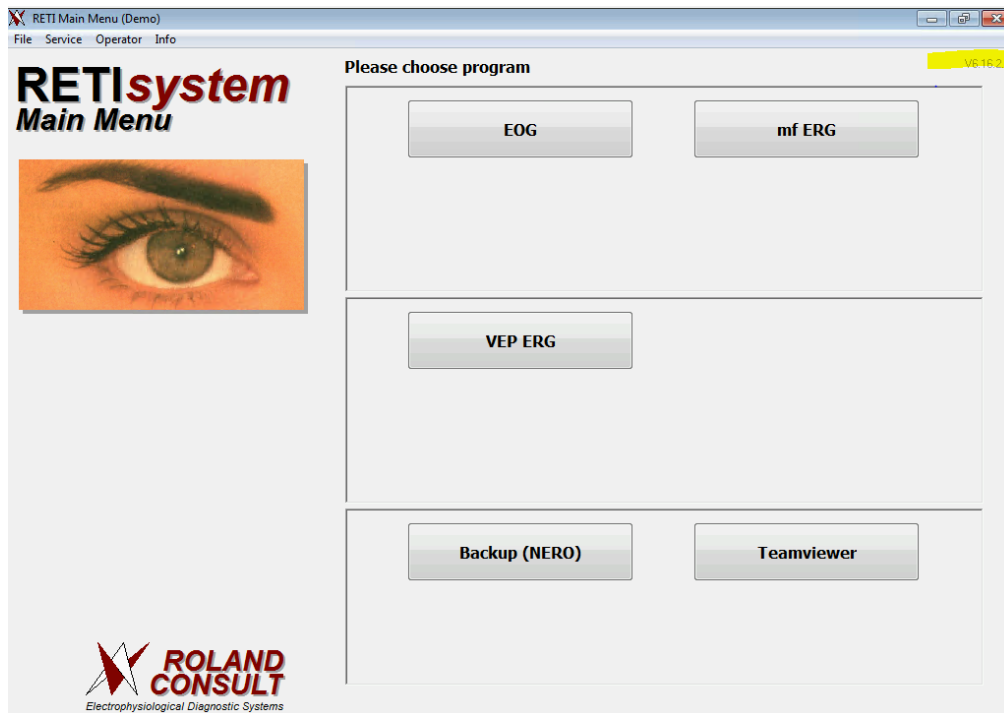 RETI Main Menu (Demo)
File Service Operator Info
RETIsystem
Main Menu
Please choose program
V6.16.2
EOG
mf ERG
VEP ERG
Backup (NERO)
Teamviewer
ROLAND
CONSULT
Electrophysiological Diagnostic Systems